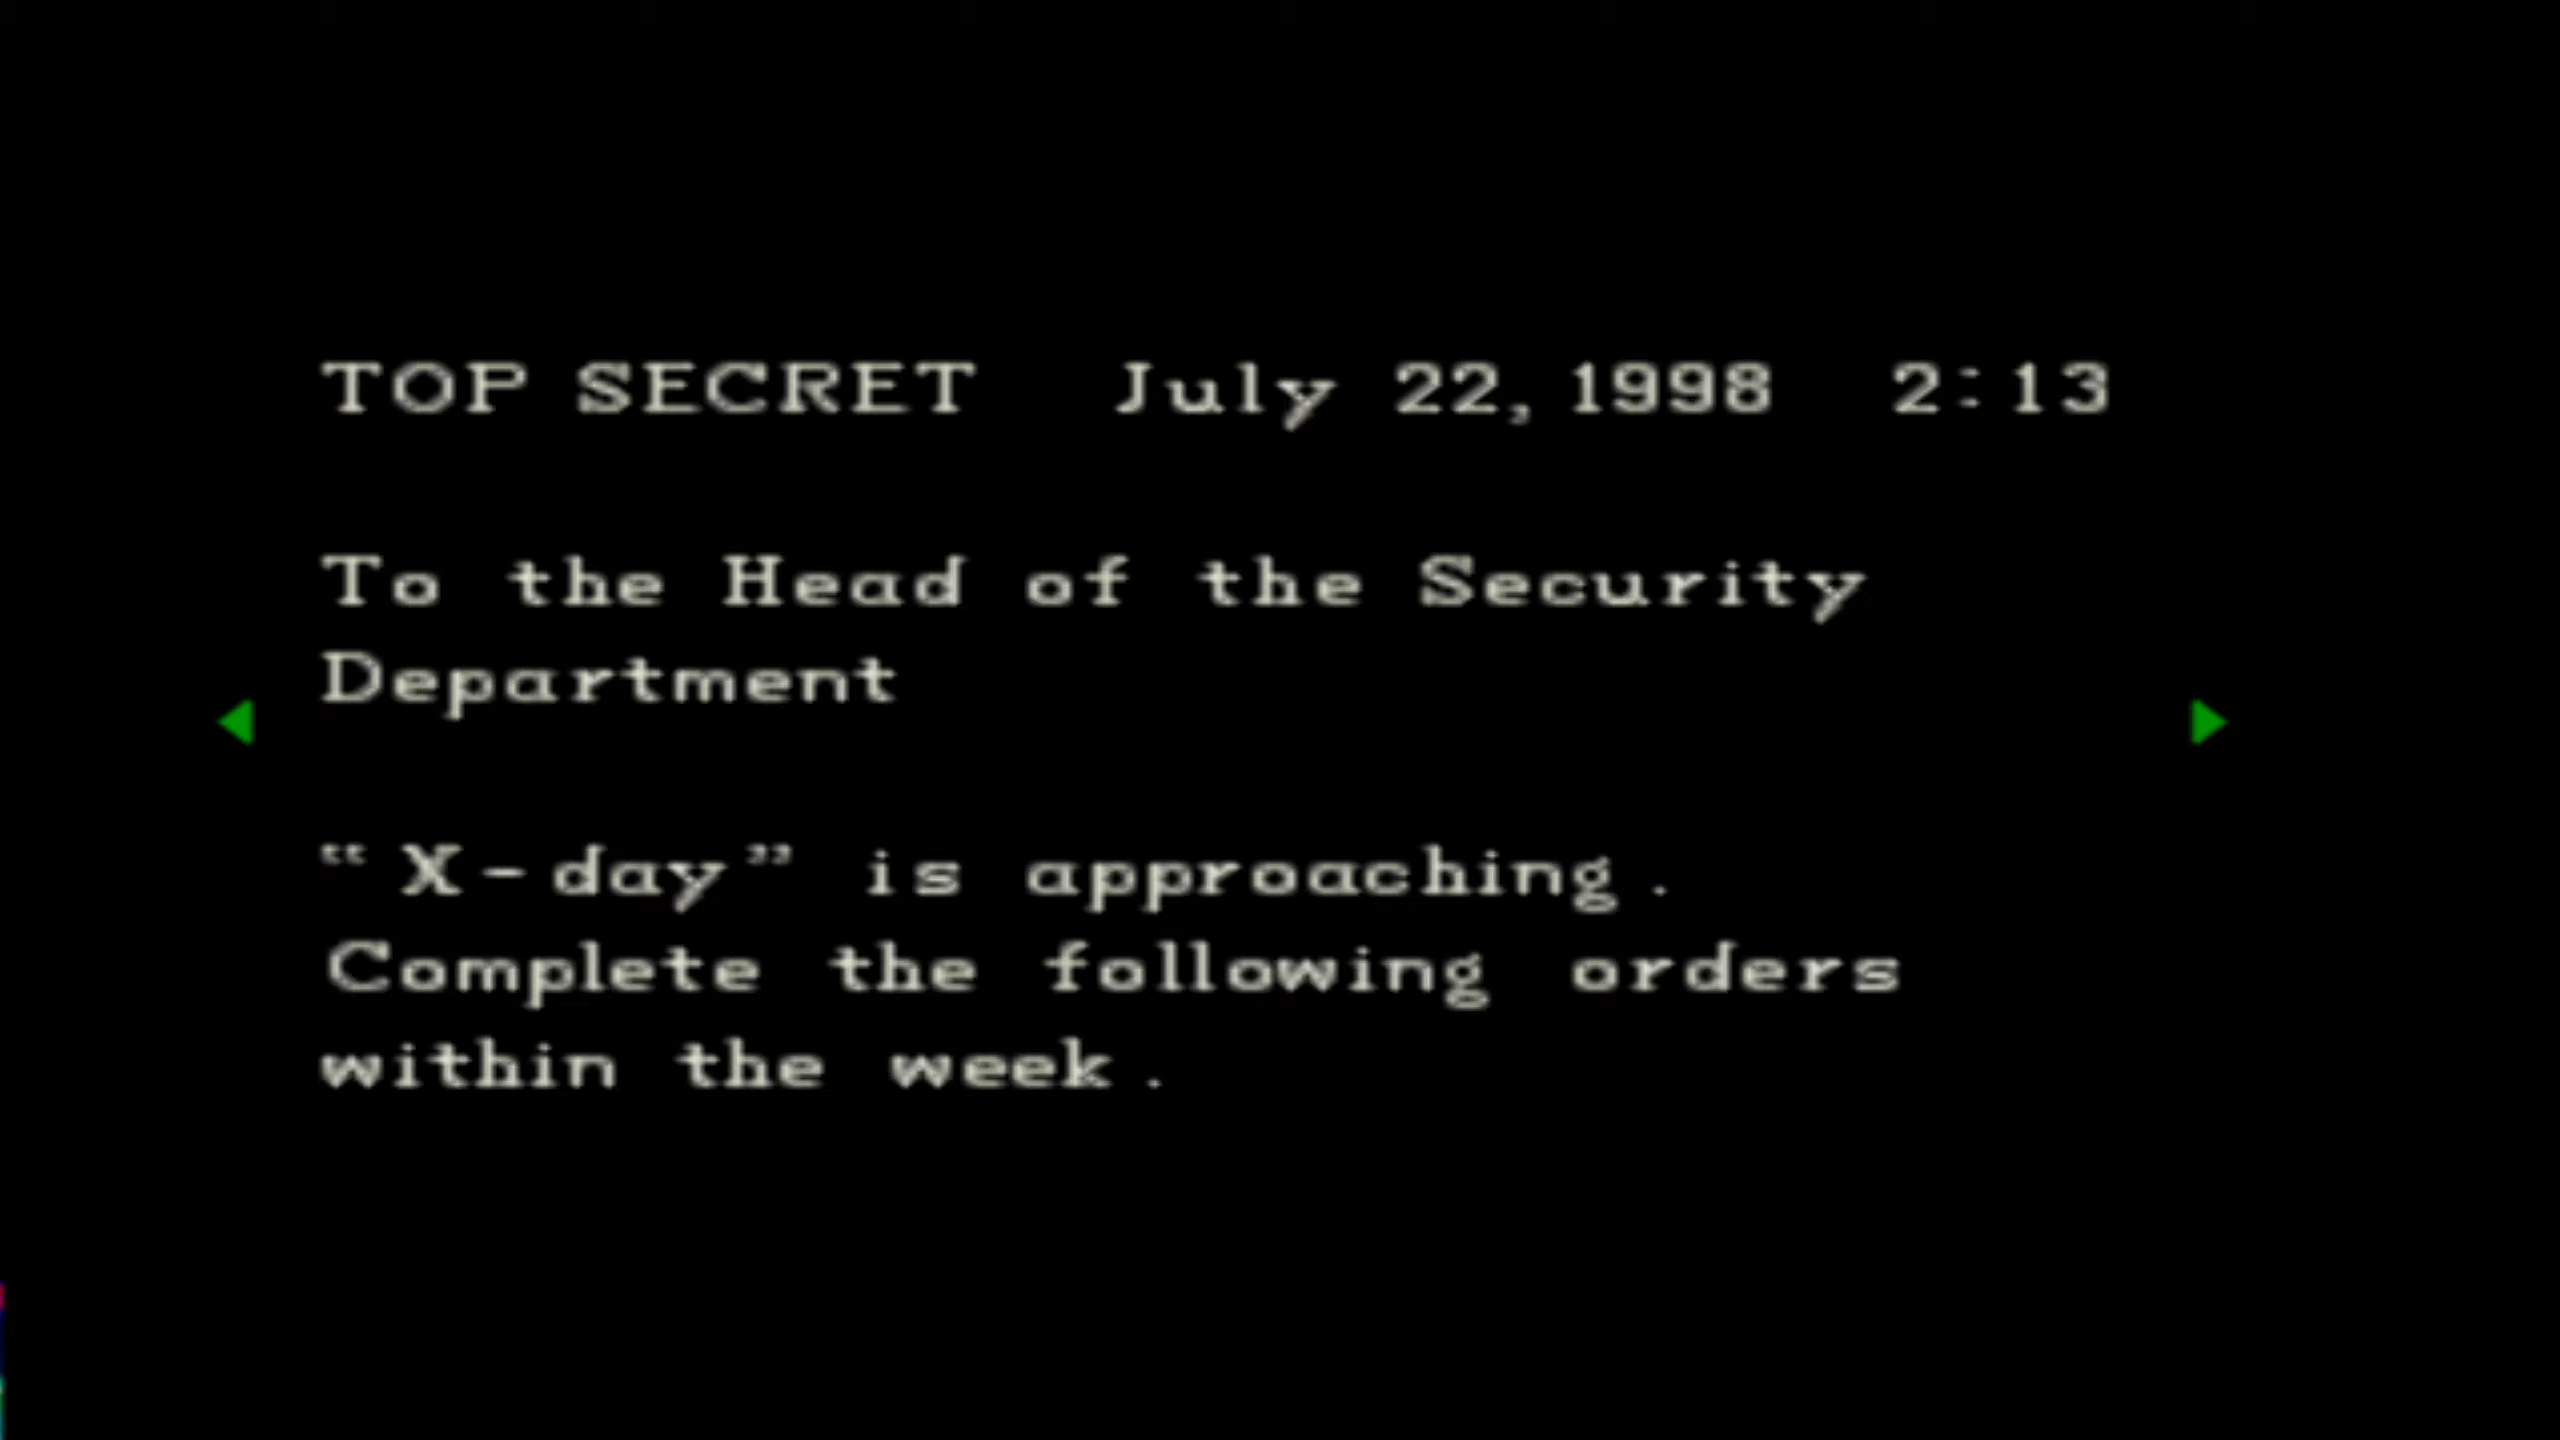 TOP SECRET July 22, 1998 2:13
To the Head of the Security
Department
“X-day” is approaching.
Complete the following orders
within the week.